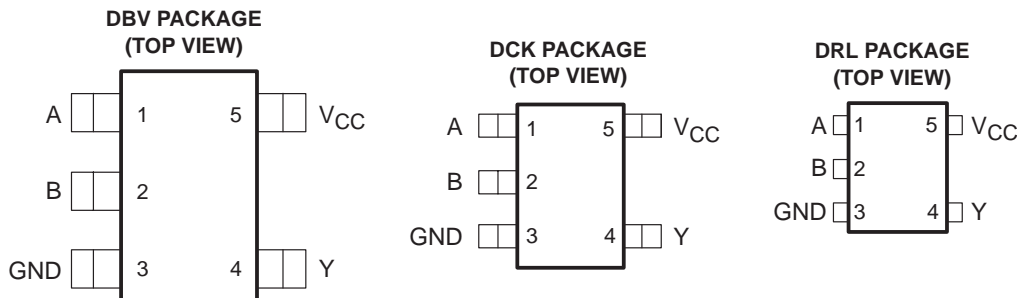 DBV PACKAGE
(TOP VIEW)
A 1 5 VCC
B 2
GND 3 4 Y
DCK PACKAGE
(TOP VIEW)
A 1 5 VCC
B 2
GND 3 4 Y
DRL PACKAGE
(TOP VIEW)
A 1 5 VCC
B 2
GND 3 4 Y